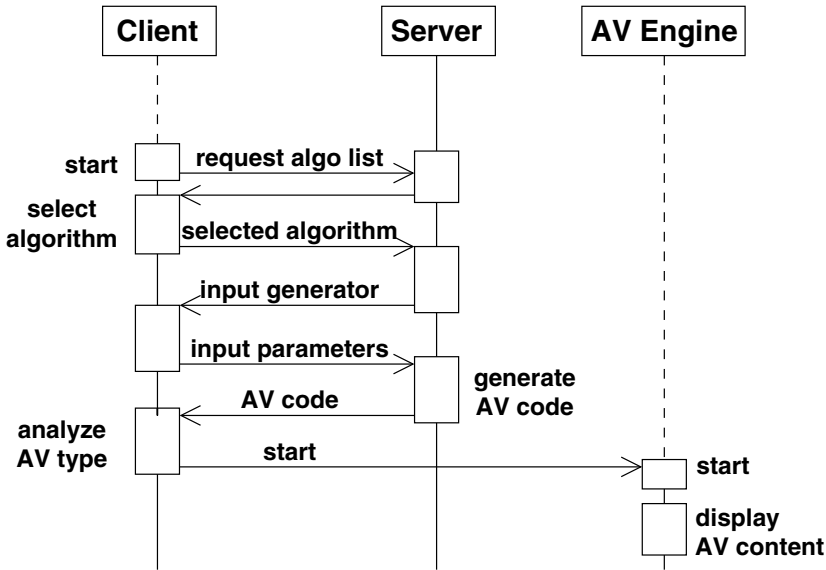 Client
Server
AV Engine
start
request algo list
select
algorithm
selected algorithm
input generator
input parameters
generate
AV code
AV code
analyze
AV type
start
start
display
AV content